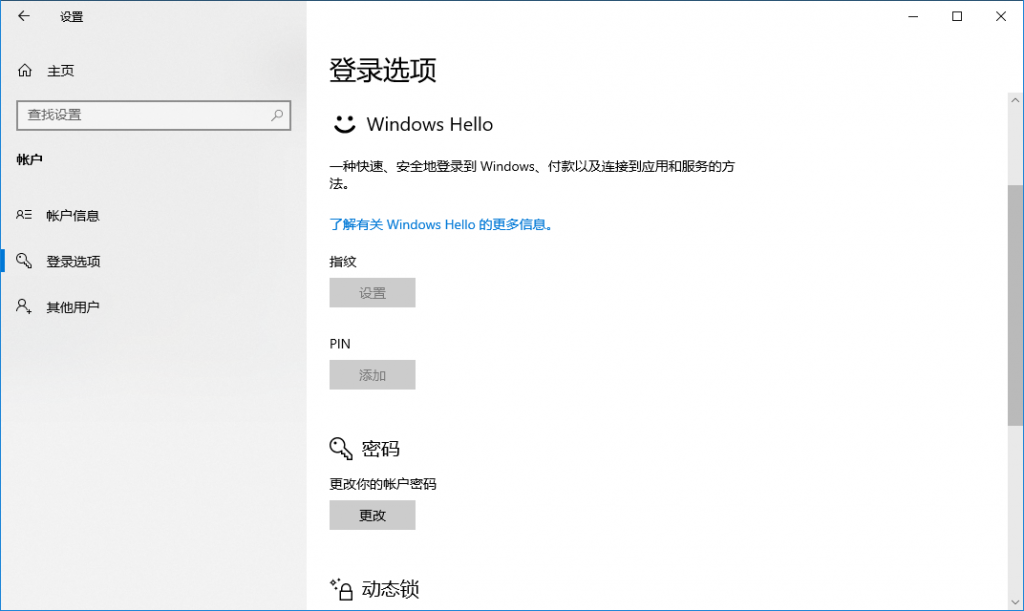 设置
主页
查找设置
帐户
帐户信息
登录选项
其他用户
登录选项
Windows Hello
一种快速、安全地登录到 Windows、付款以及连接到应用和服务的方
法。
了解有关 Windows Hello 的更多信息。
指纹
设置
PIN
添加
密码
更改你的帐户密码
更改
动态锁